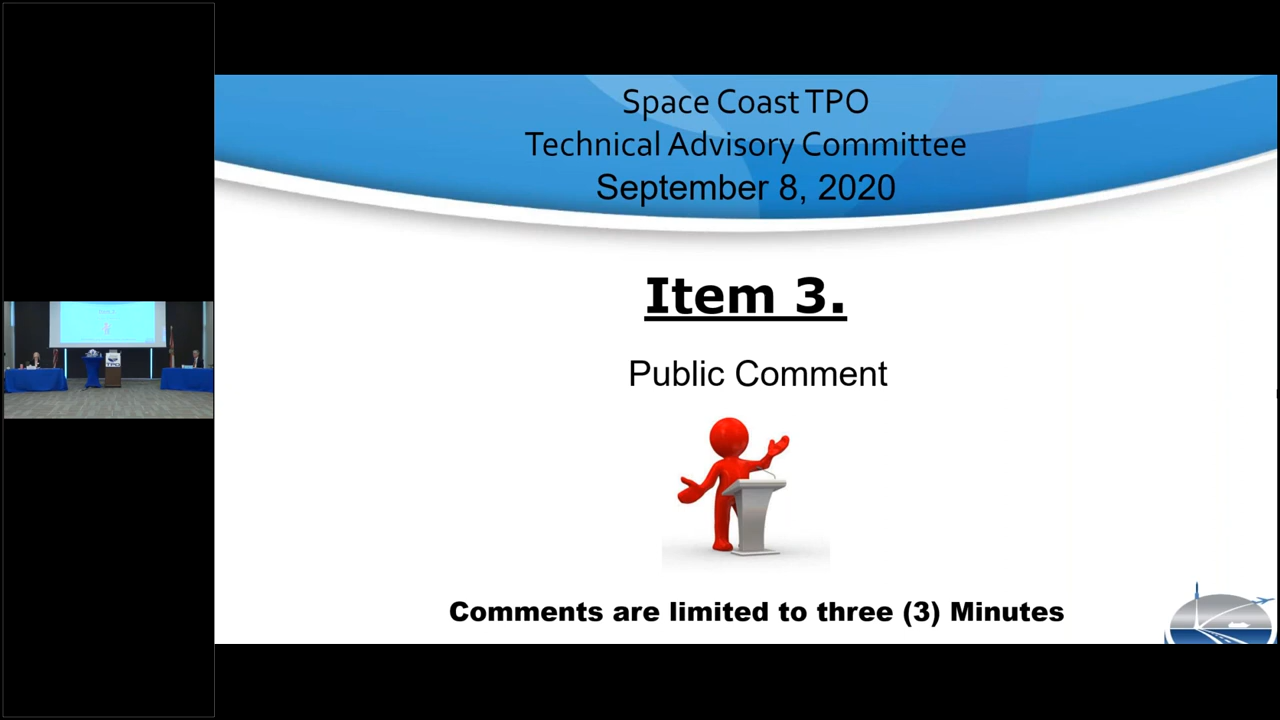 Space Coast TPO
Technical Advisory Committee
September 8, 2020
Item 3.
Public Comment
Comments are limited to three (3) Minutes